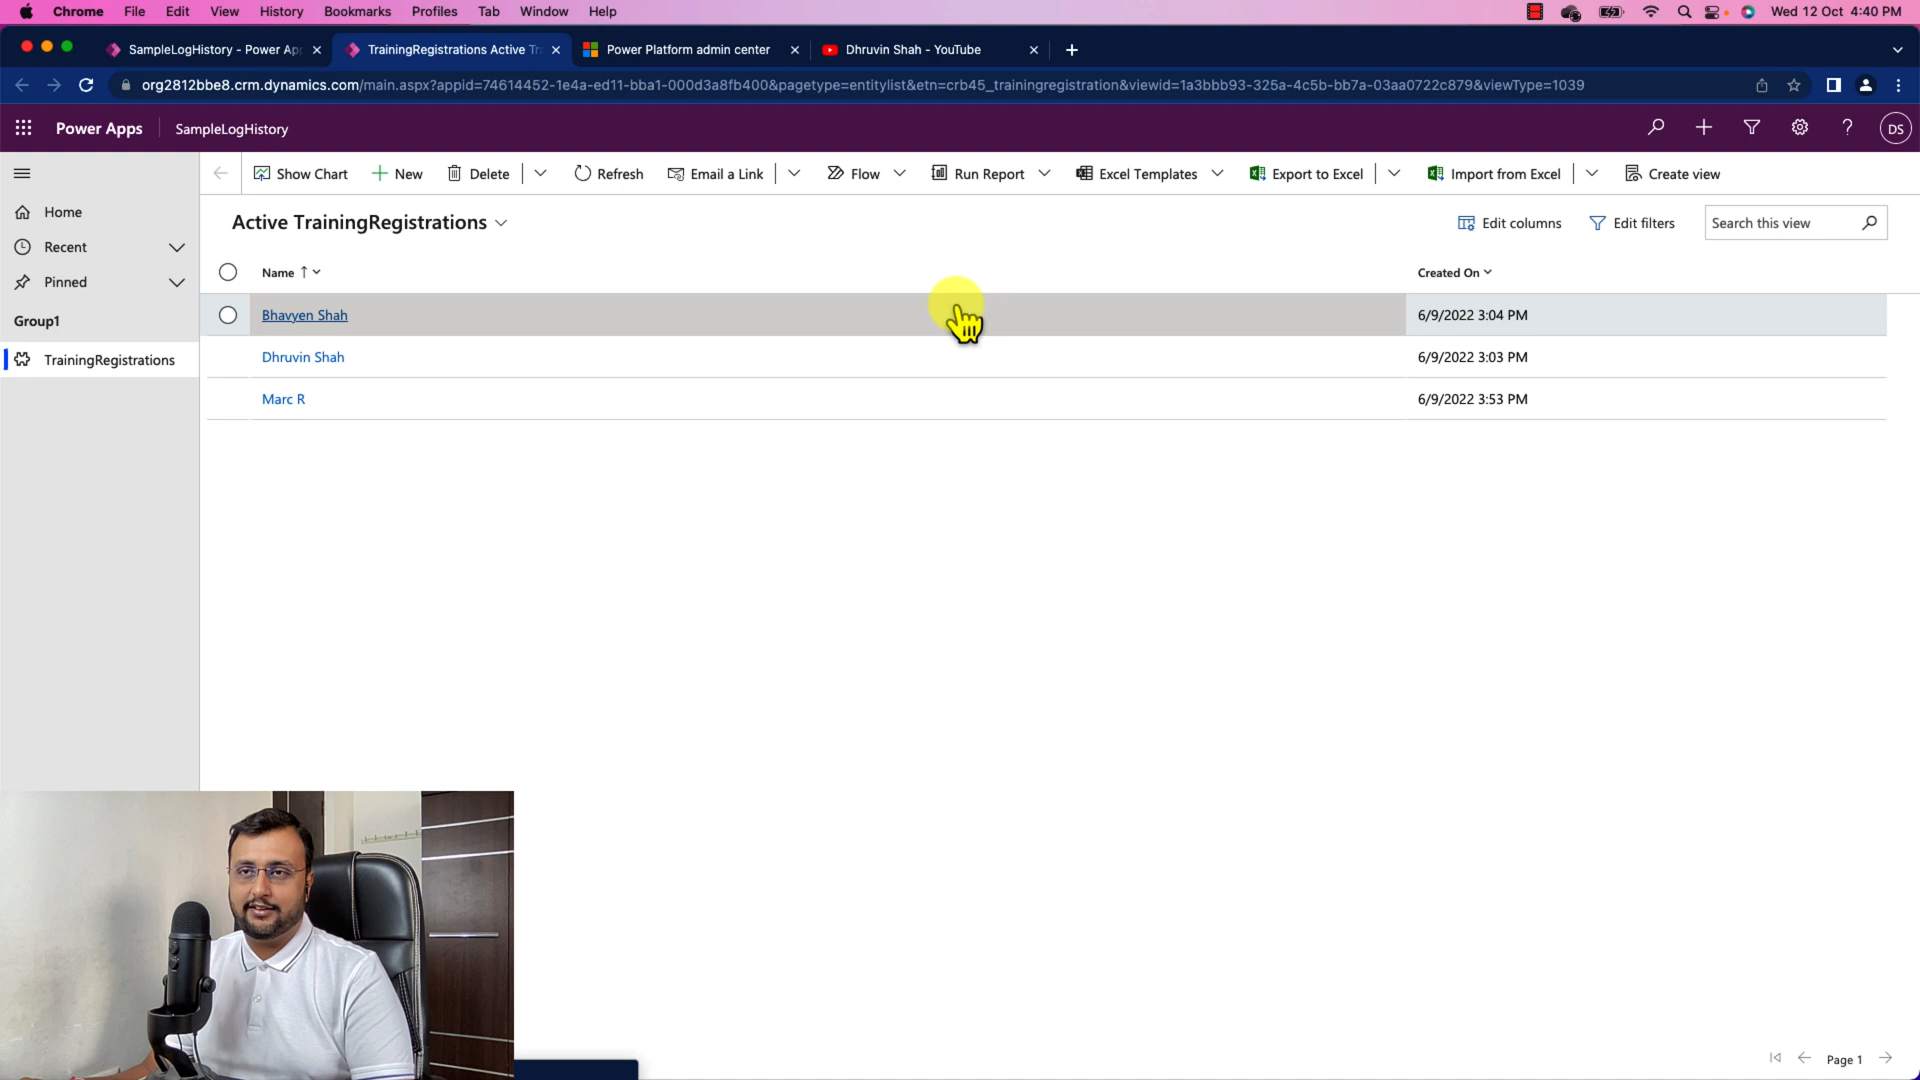 Chrome File Edit View History Bookmarks Profiles Tab Window Help Wed 12 Oct 4:40 PM
SampleLogHistory - Power Ap TrainingRegistrations Active Tr Power Platform admin center Dhruvin Shah - YouTube
org2812bbe8.crm.dynamics.com/main.aspx?appid=74614452-1e4a-ed11-bba1-000d3a8fb400&pagetype=entitylist&etn=crb45_trainingregistration&viewid=1a3bbb93-325a-4c5b-bb7a-03aa0722c879&viewType=1039
Power Apps SampleLogHistory DS
Show Chart New Delete Refresh Email a Link Flow Run Report Excel Templates Export to Excel Import from Excel Create view
Home
Recent
Pinned
Group1
TrainingRegistrations
Active TrainingRegistrations Edit columns Edit filters Search this view
Name Created On
Bhavyen Shah 6/9/2022 3:04 PM
Dhruvin Shah 6/9/2022 3:03 PM
Marc R 6/9/2022 3:53 PM
Page 1